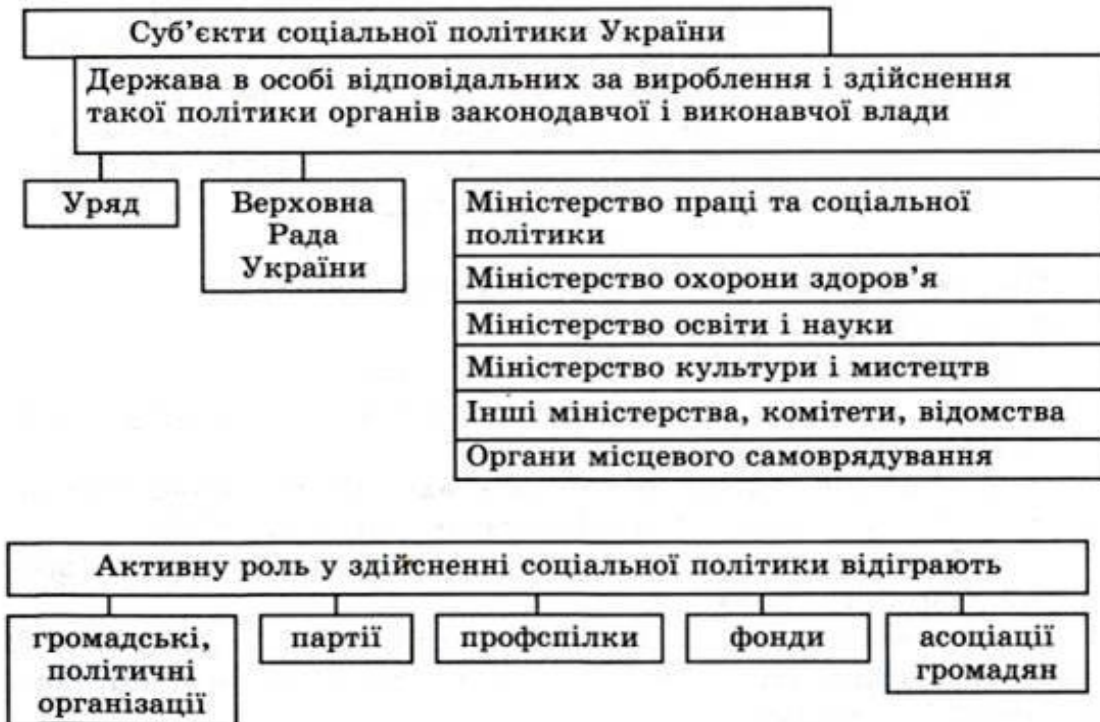 Суб’єкти соціальної політики України
Держава в особі відповідальних за вироблення і здійснення
такої політики органів законодавчої і виконавчої влади
Уряд
Верховна
Рада
України
Міністерство праці та соціальної
політики
Міністерство охорони здоров’я
Міністерство освіти і науки
Міністерство культури і мистецтв
Інші міністерства, комітети, відомства
Органи місцевого самоврядування
Активну роль у здійсненні соціальної політики відіграють
громадські,
політичні
організації
партії
профспілки
фонди
асоціації
громадян